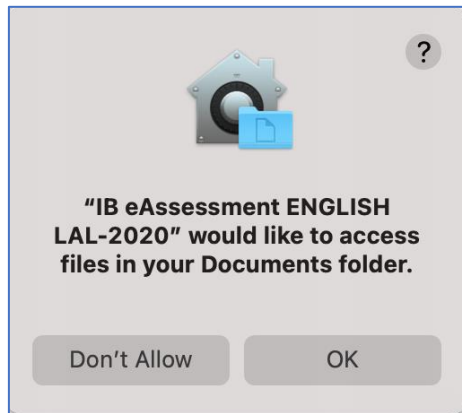 ?
“IB eAssessment ENGLISH
LAL-2020” would like to access
files in your Documents folder.
Don’t Allow
OK